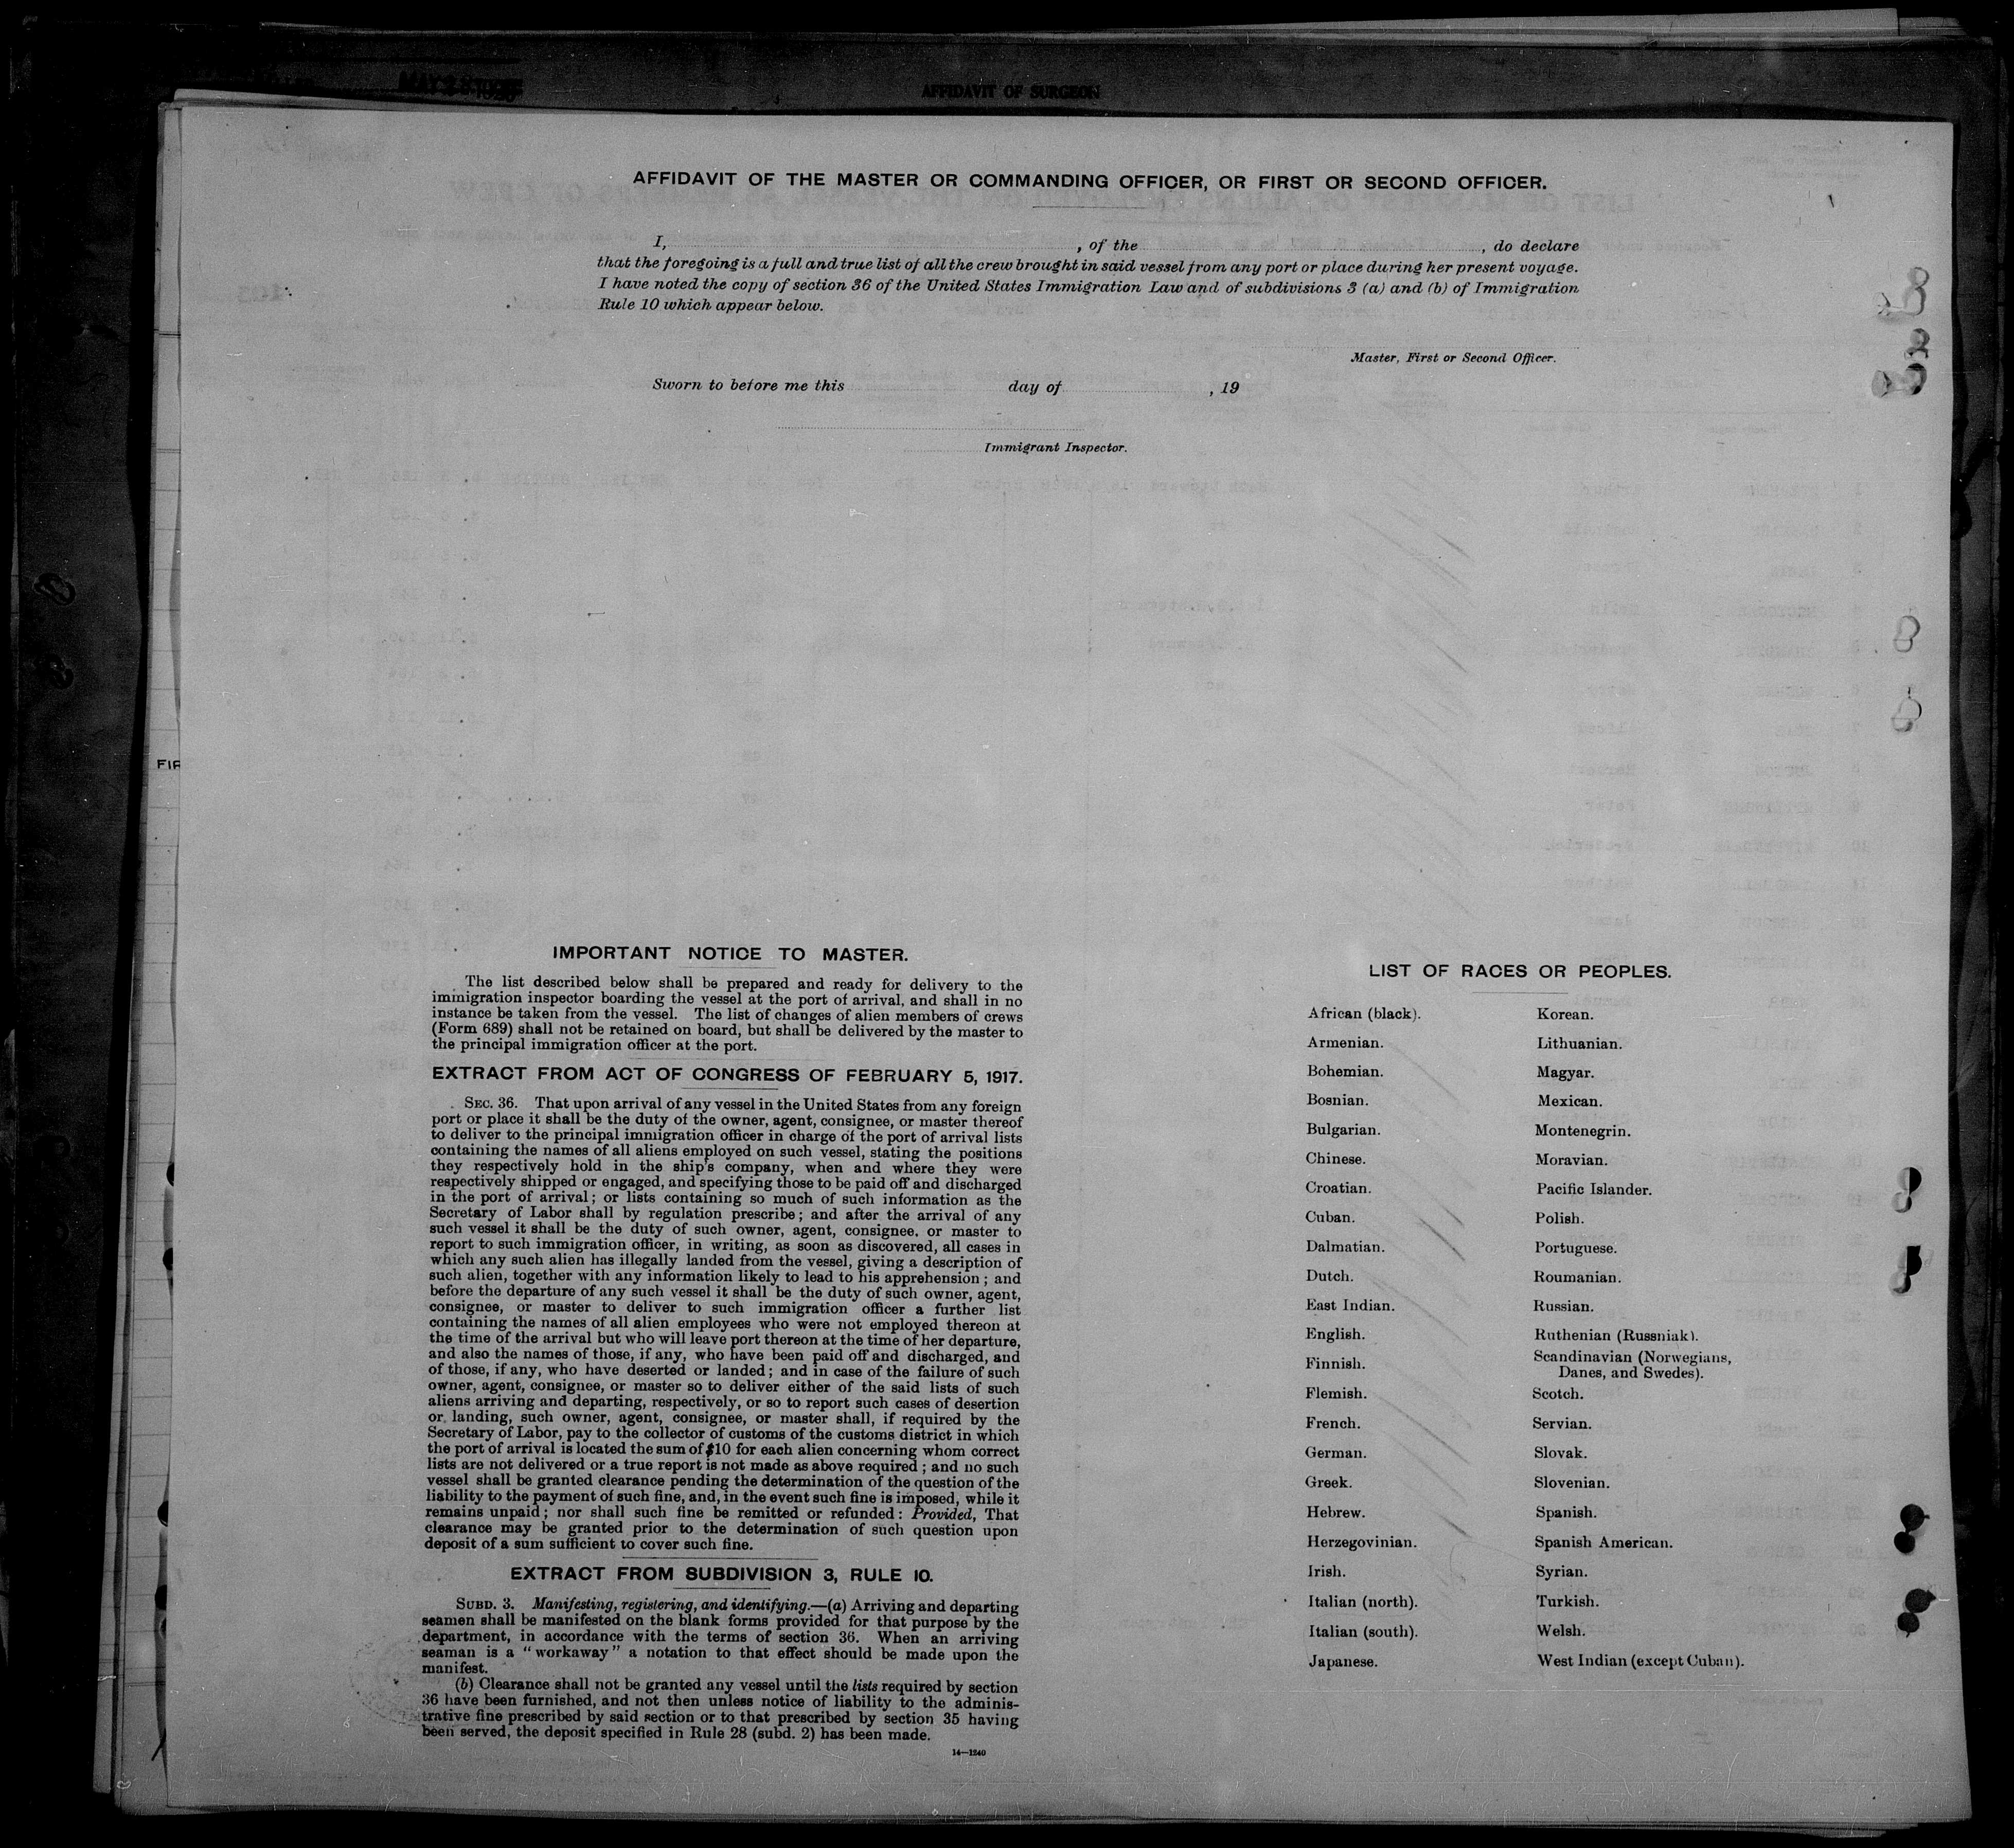 AFFIDAVIT OF SURGEON
AFFIDAVIT OF THE MASTER OR COMMANDING OFFICER, OR FIRST OR SECOND OFFICER.
I, , of the , do declare
that the foregoing is a full and true list of all the crew brought in said vessel from any port or place during her present voyage.
I have noted the copy of section 36 of the United States Immigration Law and of subdivisions 3 (a) and (b) of Immigration
Rule 10 which appear below.
Master, First or Second Officer.
Sworn to before me this day of , 19
Immigrant Inspector.
FIR
IMPORTANT NOTICE TO MASTER.
The list described below shall be prepared and ready for delivery to the
immigration inspector boarding the vessel at the port of arrival, and shall in no
instance be taken from the vessel. The list of changes of alien members of crews
(Form 689) shall not be retained on board, but shall be delivered by the master to
the principal immigration officer at the port.
EXTRACT FROM ACT OF CONGRESS OF FEBRUARY 5, 1917.
SEC. 36. That upon arrival of any vessel in the United States from any foreign
port or place it shall be the duty of the owner, agent, consignee, or master thereof
to deliver to the principal immigration officer in charge of the port of arrival lists
containing the names of all aliens employed on such vessel, stating the positions
they respectively hold in the ship's company, when and where they were
respectively shipped or engaged, and specifying those to be paid off and discharged
in the port of arrival; or lists containing so much of such information as the
Secretary of Labor shall by regulation prescribe; and after the arrival of any
such vessel it shall be the duty of such owner, agent, consignee, or master to
report to such immigration officer, in writing, as soon as discovered, all cases in
which any such alien has illegally landed from the vessel, giving a description of
such alien, together with any information likely to lead to his apprehension; and
before the departure of any such vessel it shall be the duty of such owner, agent,
consignee, or master to deliver to such immigration officer a further list
containing the names of all alien employees who were not employed thereon at
the time of the arrival but who will leave port thereon at the time of her departure,
and also the names of those, if any, who have been paid off and discharged, and
of those, if any, who have deserted or landed; and in case of the failure of such
owner, agent, consignee, or master so to deliver either of the said lists of such
aliens arriving and departing, respectively, or so to report such cases of desertion
or landing, such owner, agent, consignee, or master shall, if required by the
Secretary of Labor, pay to the collector of customs of the customs district in which
the port of arrival is located the sum of $10 for each alien concerning whom correct
lists are not delivered or a true report is not made as above required; and no such
vessel shall be granted clearance pending the determination of the question of the
liability to the payment of such fine, and, in the event such fine is imposed, while it
remains unpaid; nor shall such fine be remitted or refunded: Provided, That
clearance may be granted prior to the determination of such question upon
deposit of a sum sufficient to cover such fine.
EXTRACT FROM SUBDIVISION 3, RULE 10.
SUBD. 3. Manifesting, registering, and identifying.—(a) Arriving and departing
seamen shall be manifested on the blank forms provided for that purpose by the
department, in accordance with the terms of section 36. When an arriving
seaman is a "workaway" a notation to that effect should be made upon the
manifest.
(b) Clearance shall not be granted any vessel until the lists required by section
36 have been furnished, and not then unless notice of liability to the adminis-
trative fine prescribed by said section or to that prescribed by section 35 having
been served, the deposit specified in Rule 28 (subd. 2) has been made.
14—1240
LIST OF RACES OR PEOPLES.
African (black).
Armenian.
Bohemian.
Bosnian.
Bulgarian.
Chinese.
Croatian.
Cuban.
Dalmatian.
Dutch.
East Indian.
English.
Finnish.
Flemish.
French.
German.
Greek.
Hebrew.
Herzegovinian.
Irish.
Italian (north).
Italian (south).
Japanese.
Korean.
Lithuanian.
Magyar.
Mexican.
Montenegrin.
Moravian.
Pacific Islander.
Polish.
Portuguese.
Roumanian.
Russian.
Ruthenian (Russniak).
Scandinavian (Norwegians,
Danes, and Swedes).
Scotch.
Servian.
Slovak.
Slovenian.
Spanish.
Spanish American.
Syrian.
Turkish.
Welsh.
West Indian (except Cuban).